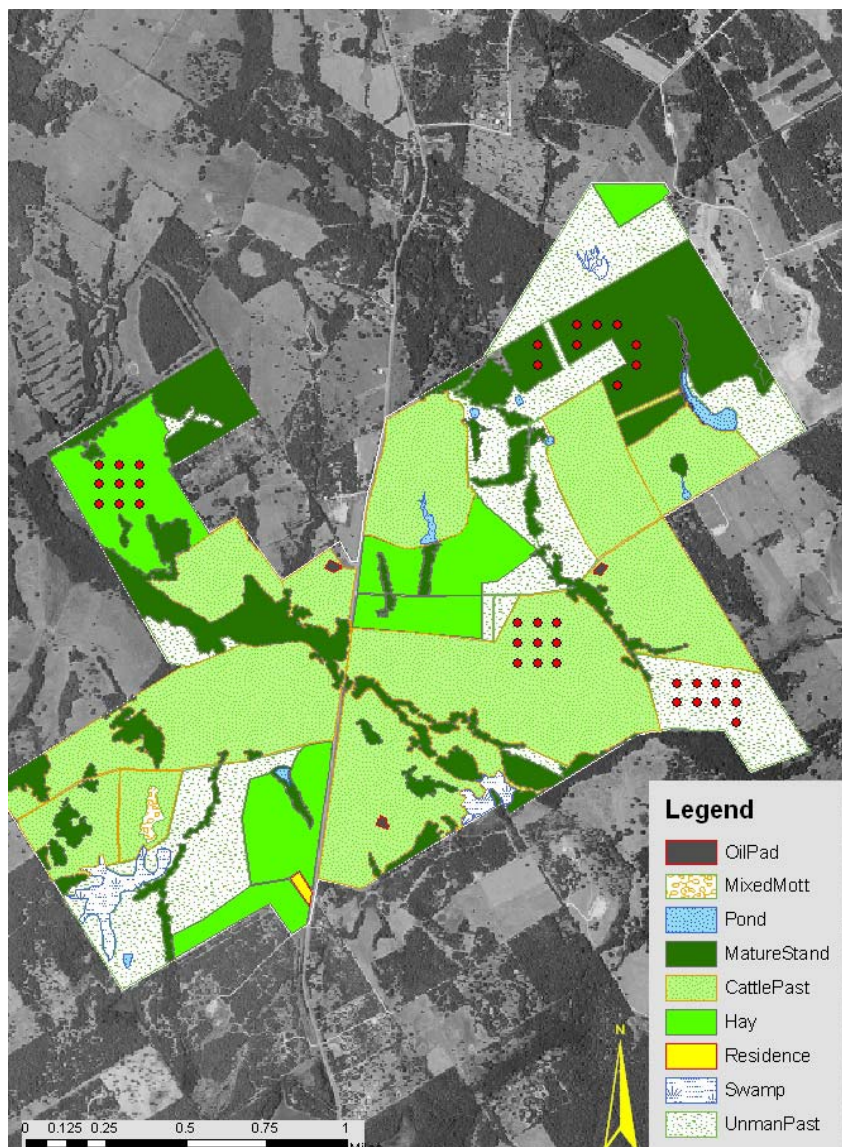 N
Legend
OilPad
MixedMott
Pond
MatureStand
CattlePast
Hay
Residence
Swamp
UnmanPast
0 0.125 0.25 0.5 0.75 1
Miles